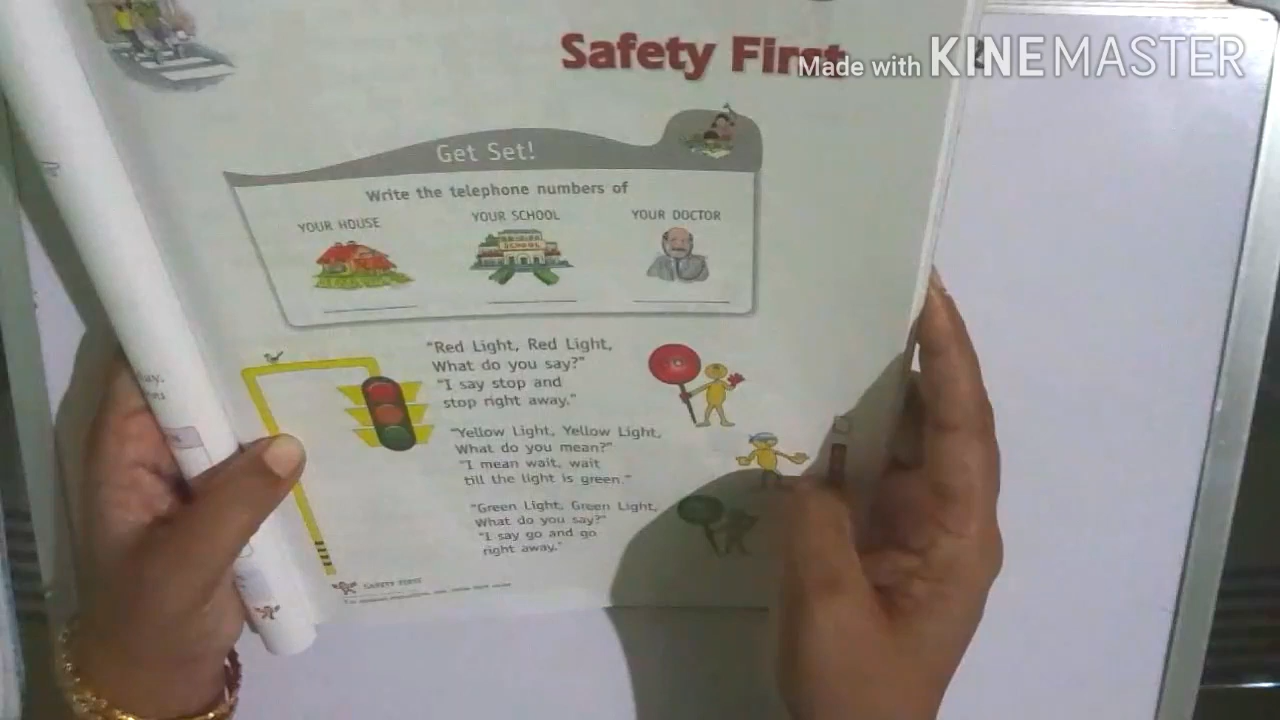 Safety First
Made with KINEMASTER
Get Set!
Write the telephone numbers of
YOUR HOUSE
YOUR SCHOOL
YOUR DOCTOR
SCHOOL
"Red Light, Red Light,
What do you say?"
"I say stop and
stop right away."
"Yellow Light, Yellow Light,
What do you mean?"
"I mean wait, wait
till the light is green."
"Green Light, Green Light,
What do you say?"
"I say go and go
right away."
SAFETY FIRST